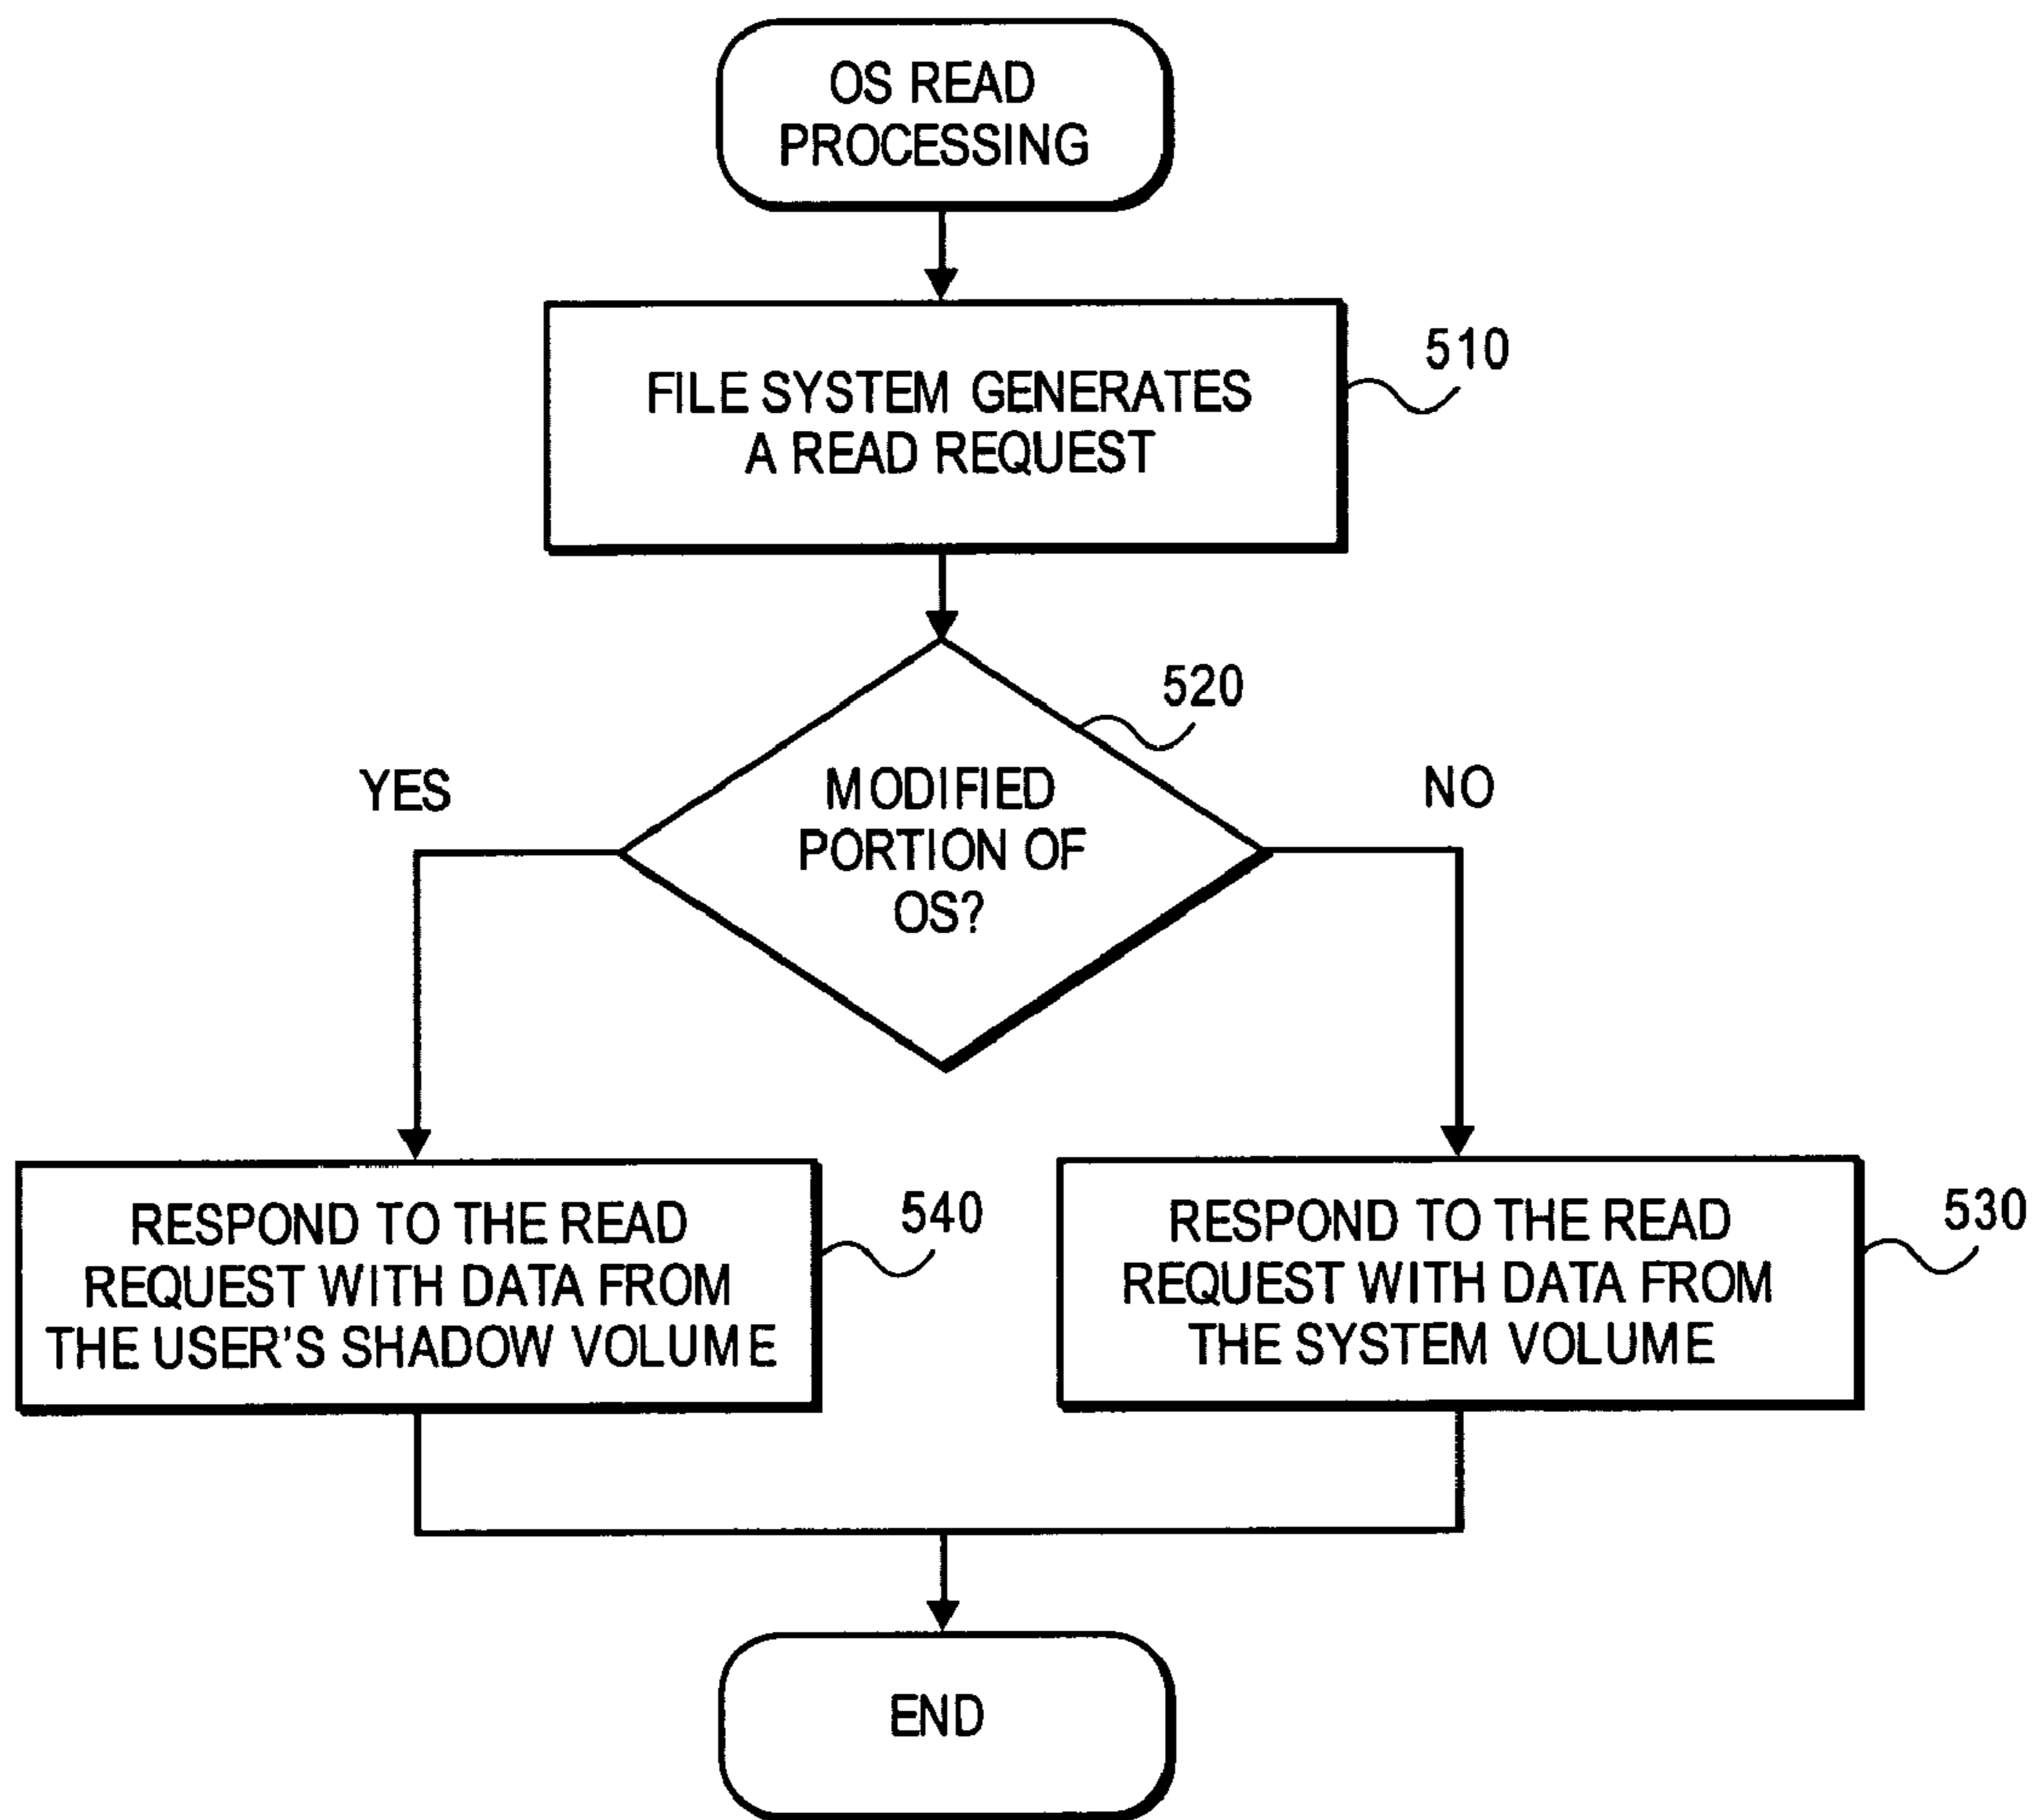 OS READ
PROCESSING
FILE SYSTEM GENERATES
A READ REQUEST
510
520
MODIFIED
PORTION OF
OS?
YES
NO
RESPOND TO THE READ
REQUEST WITH DATA FROM
THE USER'S SHADOW VOLUME
540
RESPOND TO THE READ
REQUEST WITH DATA FROM
THE SYSTEM VOLUME
530
END